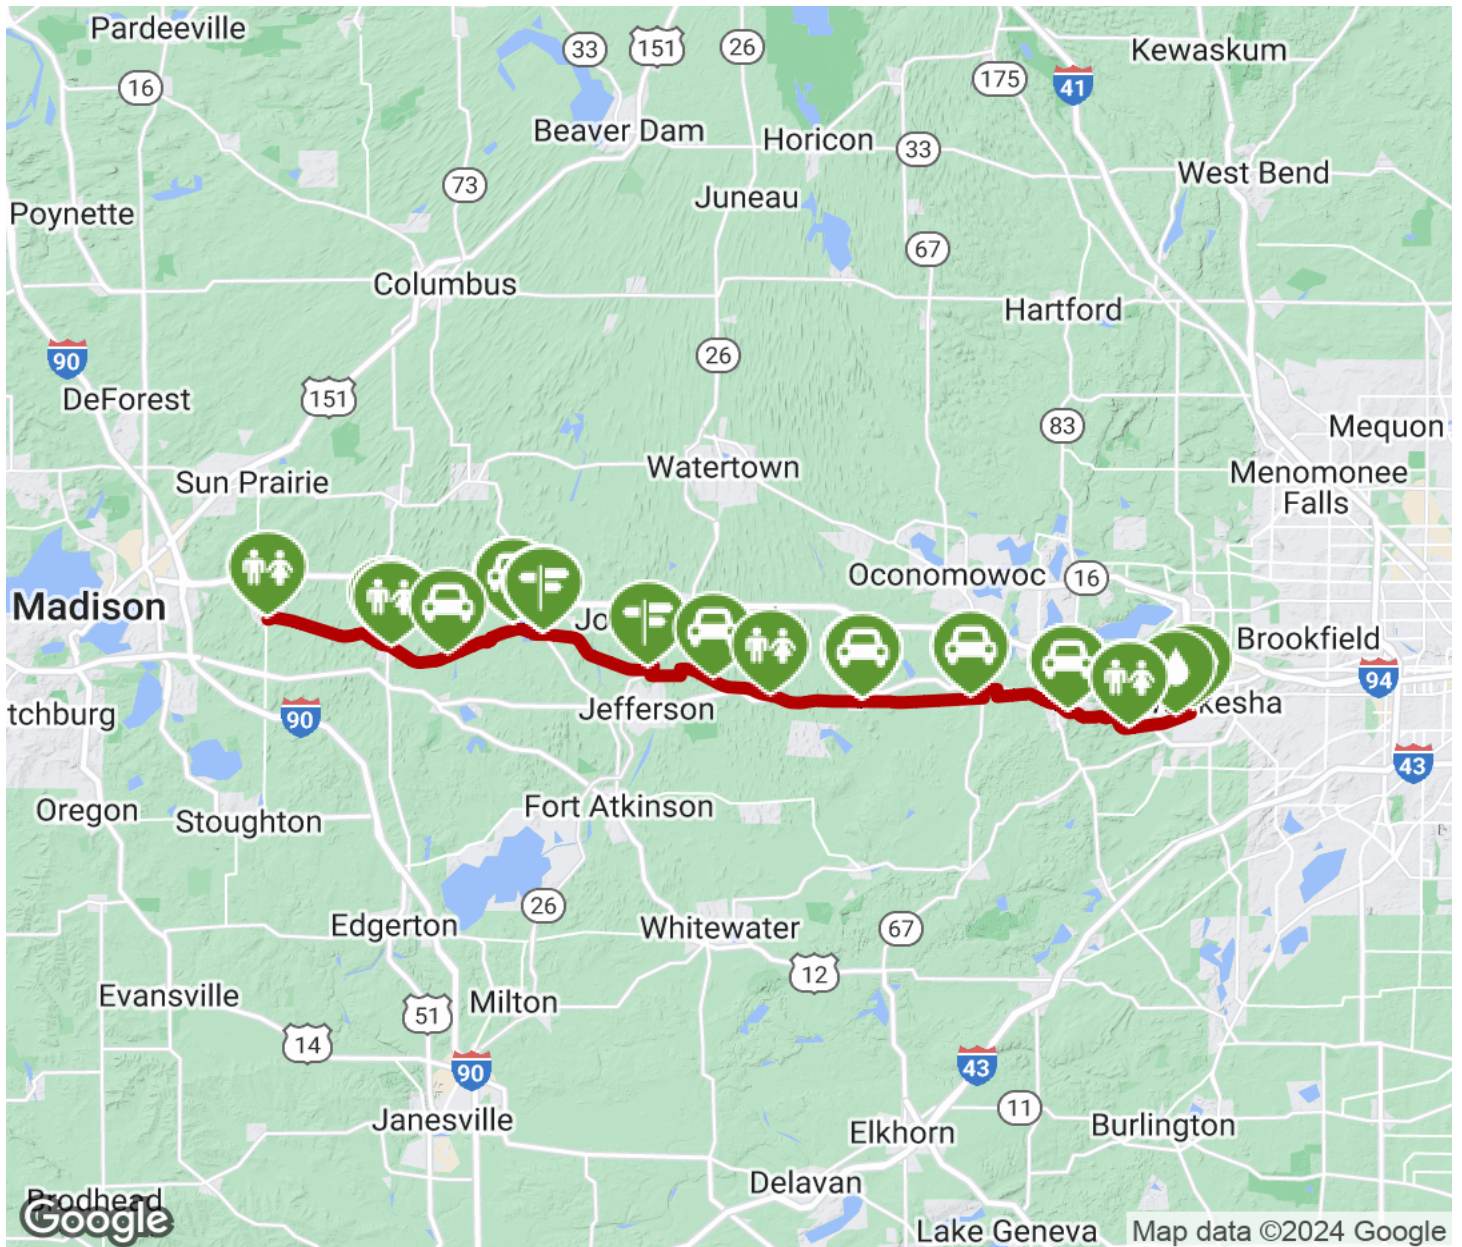 Pardeeville
16
33
151
26
175
41
Kewaskum
Beaver Dam
Horicon
33
73
Juneau
West Bend
Poynette
67
Columbus
Hartford
90
26
DeForest
151
83
Mequon
Sun Prairie
Watertown
Menomonee
Falls
Oconomowoc
16
Madison
Jo
Brookfield
94
tchburg
90
Jefferson
kesha
43
Oregon
Stoughton
Fort Atkinson
26
Edgerton
Whitewater
67
12
Evansville
51
Milton
14
90
43
11
Janesville
Elkhorn
Burlington
Delavan
Brodhead
Google
Lake Geneva
Map data ©2024 Google